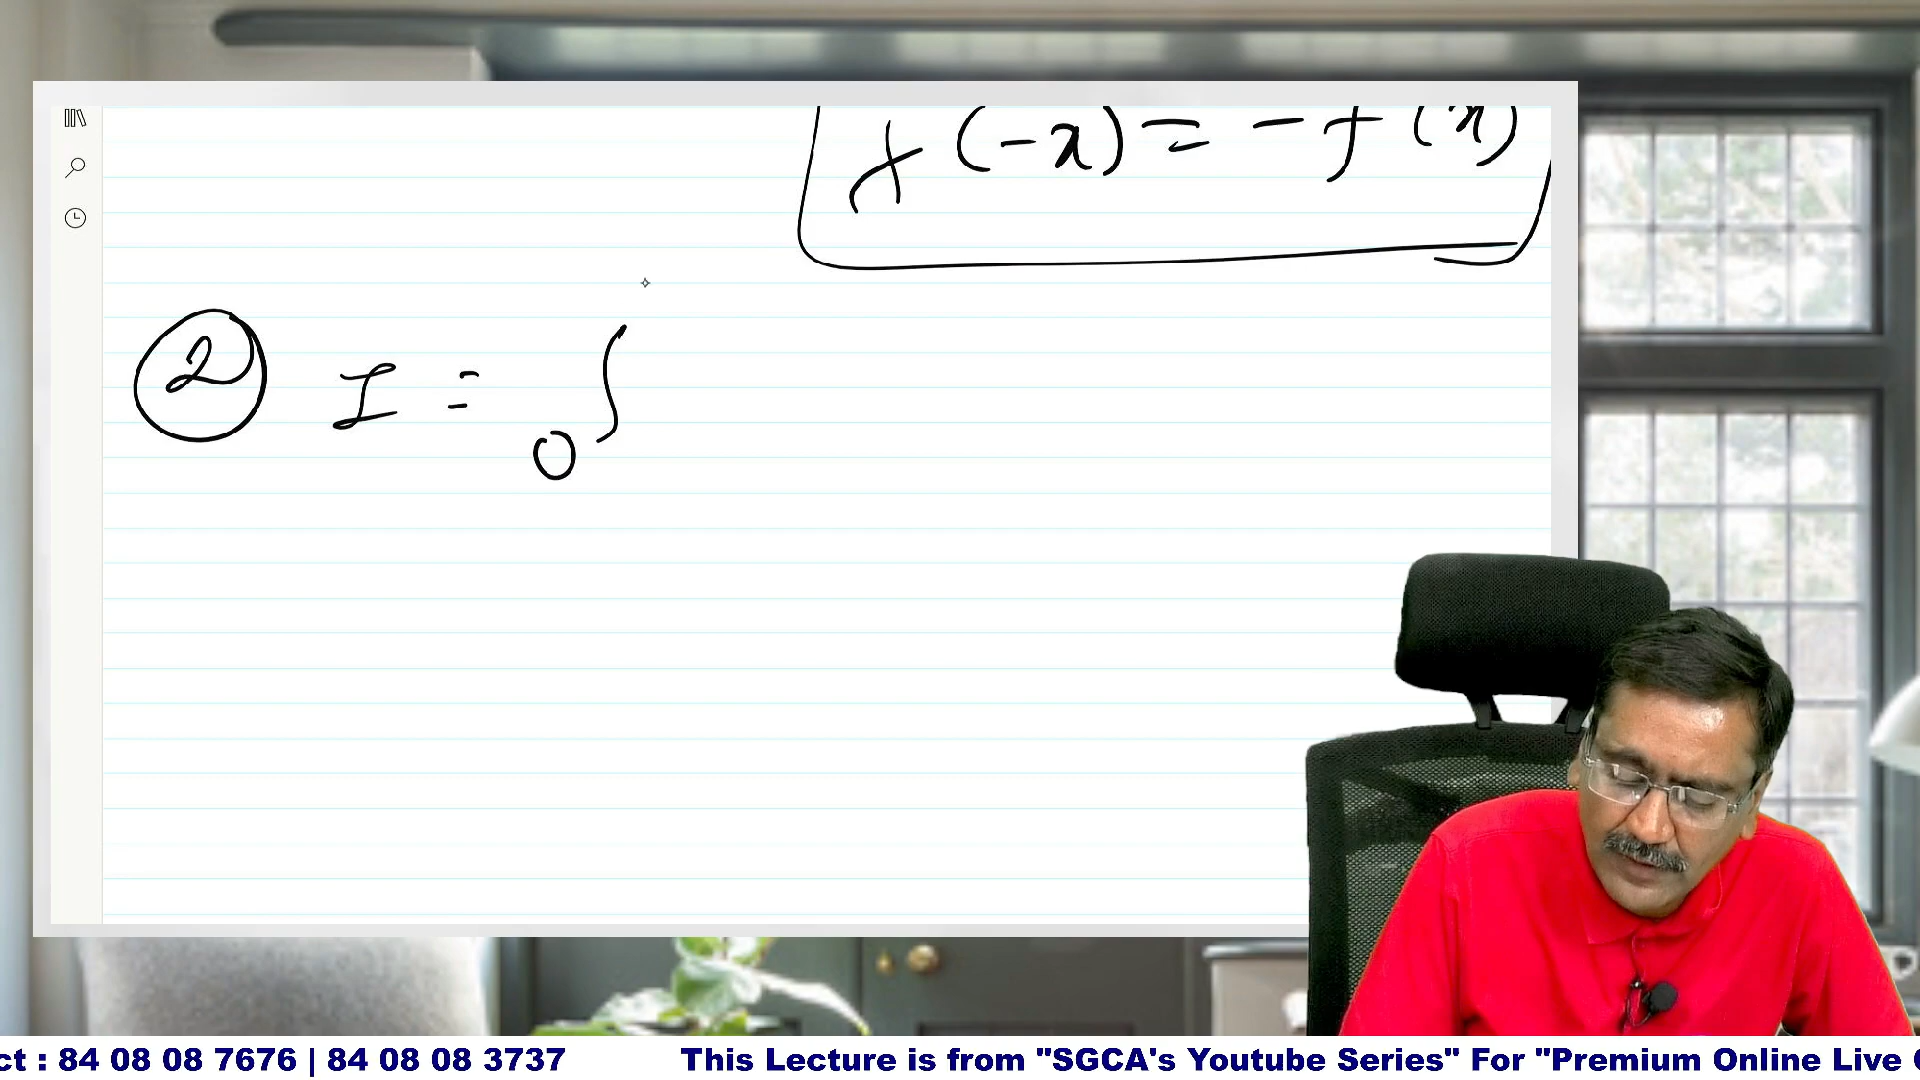 f(-x) = -f(x)
② I = ₀∫
ct : 84 08 08 7676 | 84 08 08 3737 This Lecture is from "SGCA's Youtube Series" For "Premium Online Live